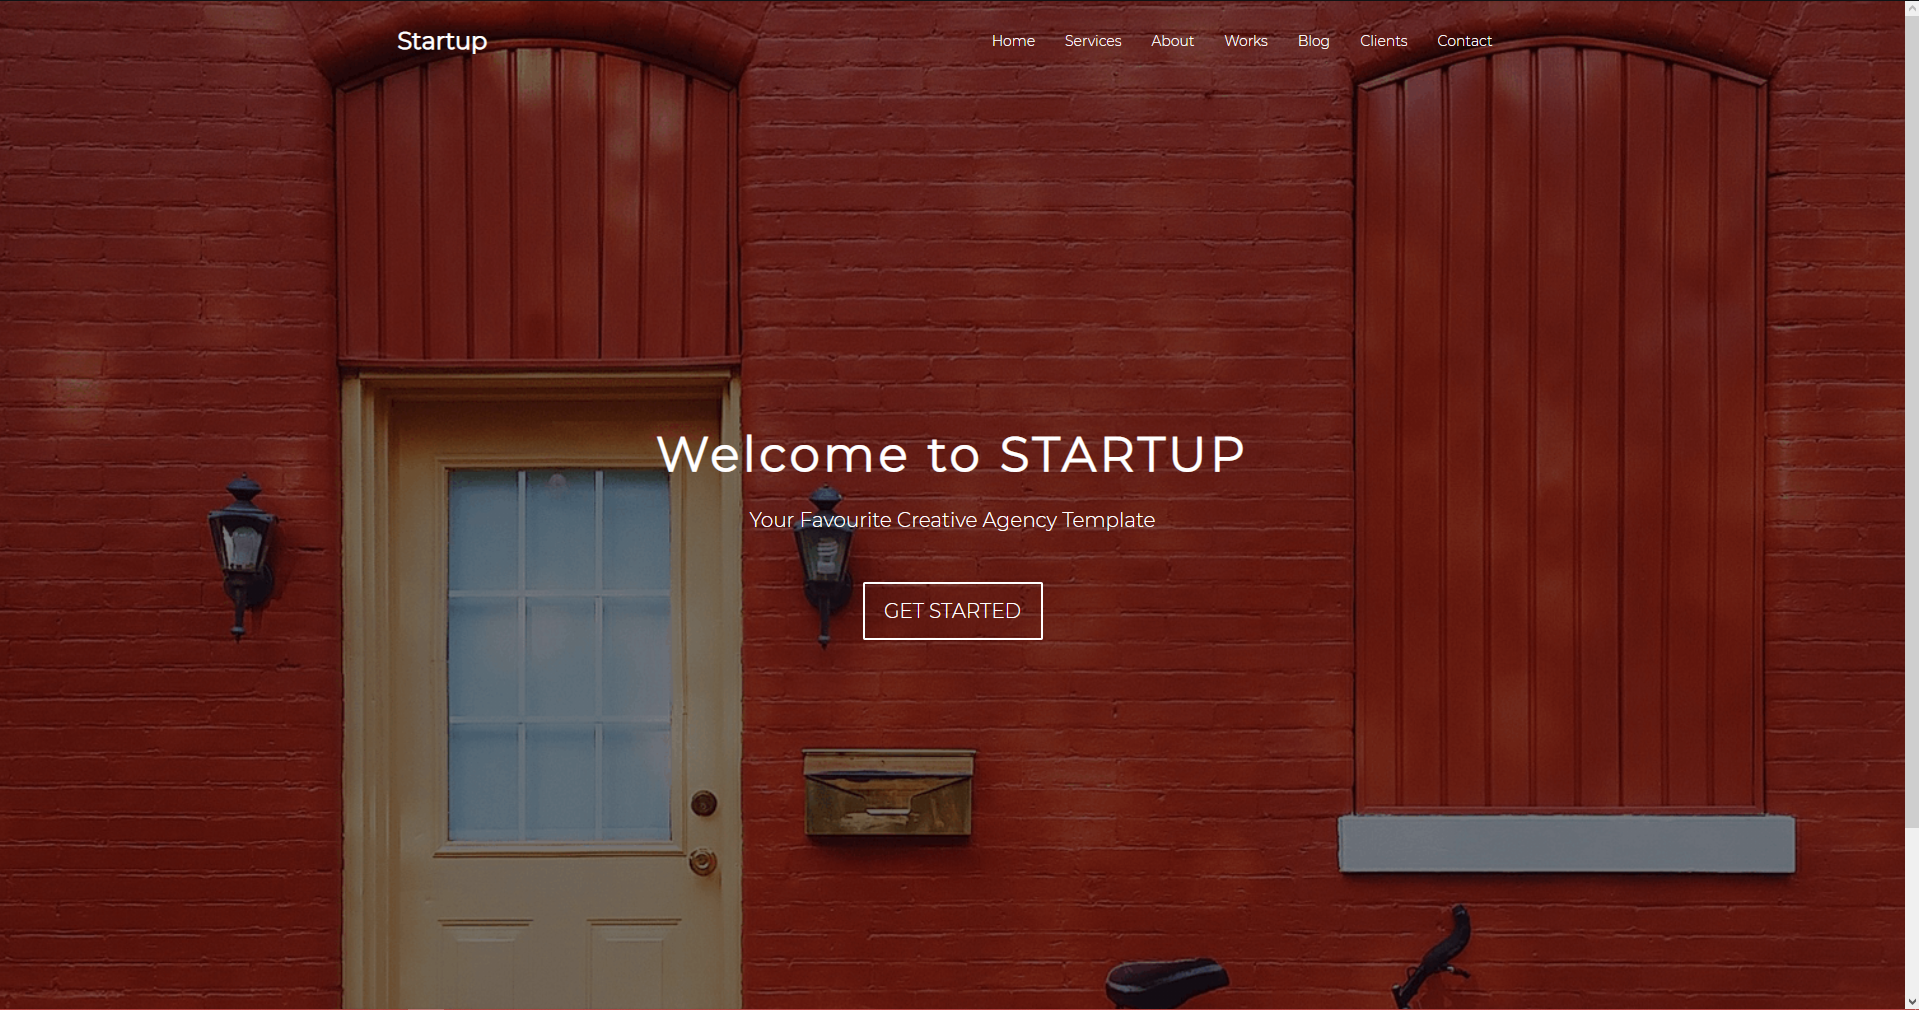 Startup
Home Services About Works Blog Clients Contact
Welcome to STARTUP
Your Favourite Creative Agency Template
GET STARTED